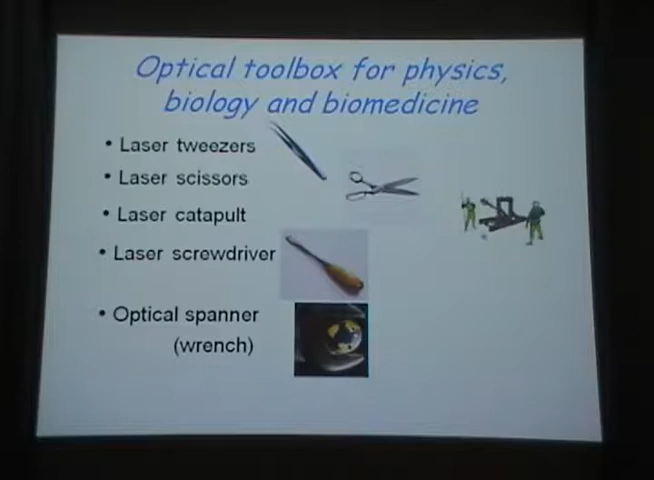 Optical toolbox for physics,
biology and biomedicine
• Laser tweezers
• Laser scissors
• Laser catapult
• Laser screwdriver
• Optical spanner
(wrench)